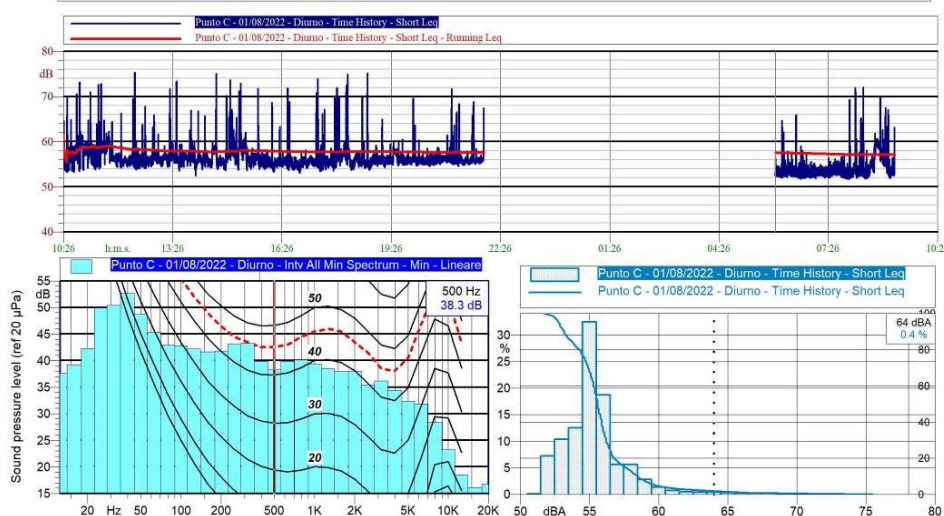 Punto C - 01/08/2022 - Diurno - Time History - Short Leq
Punto C - 01/08/2022 - Diurno - Time History - Short Leq - Running Leq
80
dB
70
60
50
40
10:26 h.m.s. 13:26 16:26 19:26 22:26 01:26 04:26 07:26
Punto C - 01/08/2022 - Diurno - Intv All Min Spectrum - Min - Lineare
55
dB
50
45
40
35
30
25
20
15
Sound pressure level (ref 20 µPa)
500 Hz
38.3 dB
50
40
30
20
20 Hz 50 100 200 500 1K 2K 5K 10K 20K
Punto C - 01/08/2022 - Diurno - Time History - Short Leq
Punto C - 01/08/2022 - Diurno - Time History - Short Leq
64 dBA
0.4 %
30
%
25
20
15
10
5
0
80
60
40
20
0
50 dBA 55 60 65 70 75 80